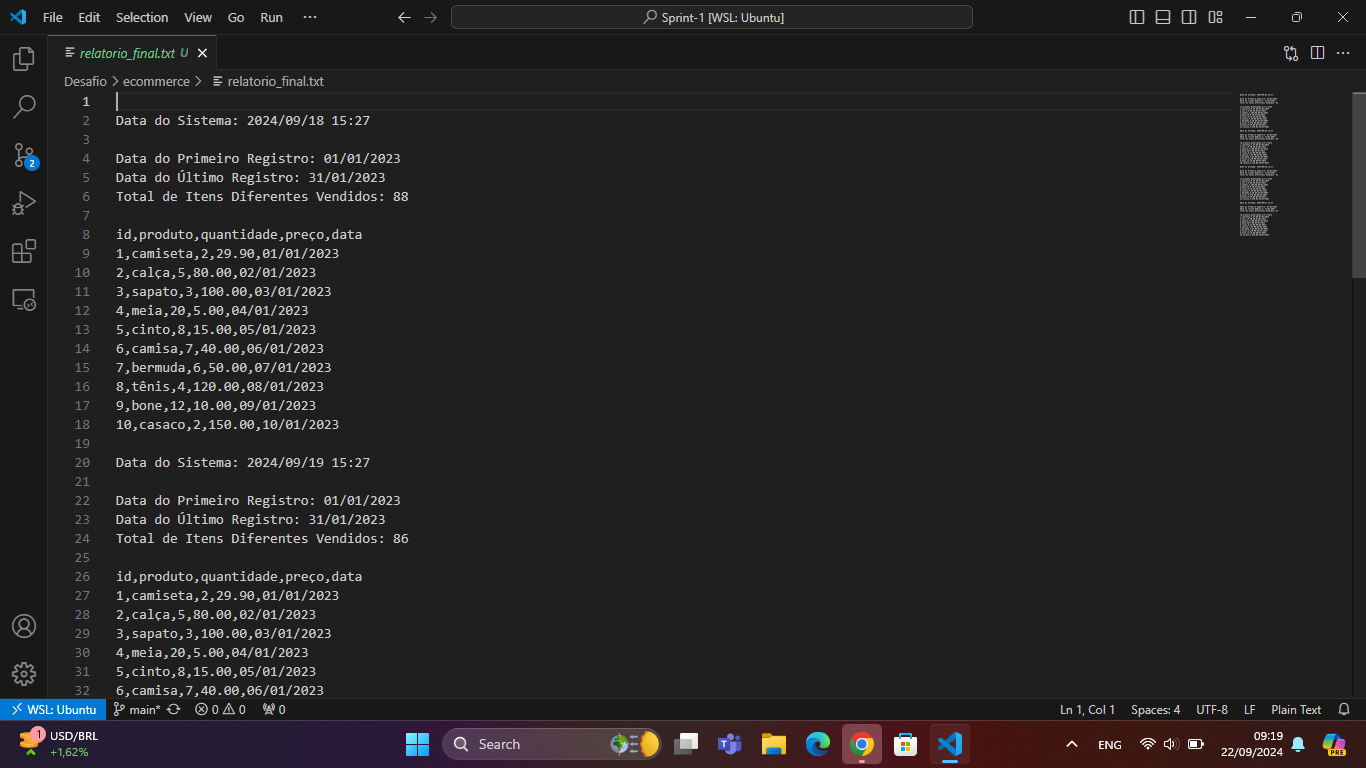 File Edit Selection View Go Run ··· Sprint-1 [WSL: Ubuntu]
relatorio_final.txt U
Desafio > ecommerce > relatorio_final.txt
1
2 Data do Sistema: 2024/09/18 15:27
3
4 Data do Primeiro Registro: 01/01/2023
5 Data do Último Registro: 31/01/2023
6 Total de Itens Diferentes Vendidos: 88
7
8 id,produto,quantidade,preço,data
9 1,camiseta,2,29.90,01/01/2023
10 2,calça,5,80.00,02/01/2023
11 3,sapato,3,100.00,03/01/2023
12 4,meia,20,5.00,04/01/2023
13 5,cinto,8,15.00,05/01/2023
14 6,camisa,7,40.00,06/01/2023
15 7,bermuda,6,50.00,07/01/2023
16 8,tênis,4,120.00,08/01/2023
17 9,bone,12,10.00,09/01/2023
18 10,casaco,2,150.00,10/01/2023
19
20 Data do Sistema: 2024/09/19 15:27
21
22 Data do Primeiro Registro: 01/01/2023
23 Data do Último Registro: 31/01/2023
24 Total de Itens Diferentes Vendidos: 86
25
26 id,produto,quantidade,preço,data
27 1,camiseta,2,29.90,01/01/2023
28 2,calça,5,80.00,02/01/2023
29 3,sapato,3,100.00,03/01/2023
30 4,meia,20,5.00,04/01/2023
31 5,cinto,8,15.00,05/01/2023
32 6,camisa,7,40.00,06/01/2023
2
WSL: Ubuntu main* 0 0 0 Ln 1, Col 1 Spaces: 4 UTF-8 LF Plain Text
1 USD/BRL
+1,62%
Search
ENG
09:19
22/09/2024
PRE